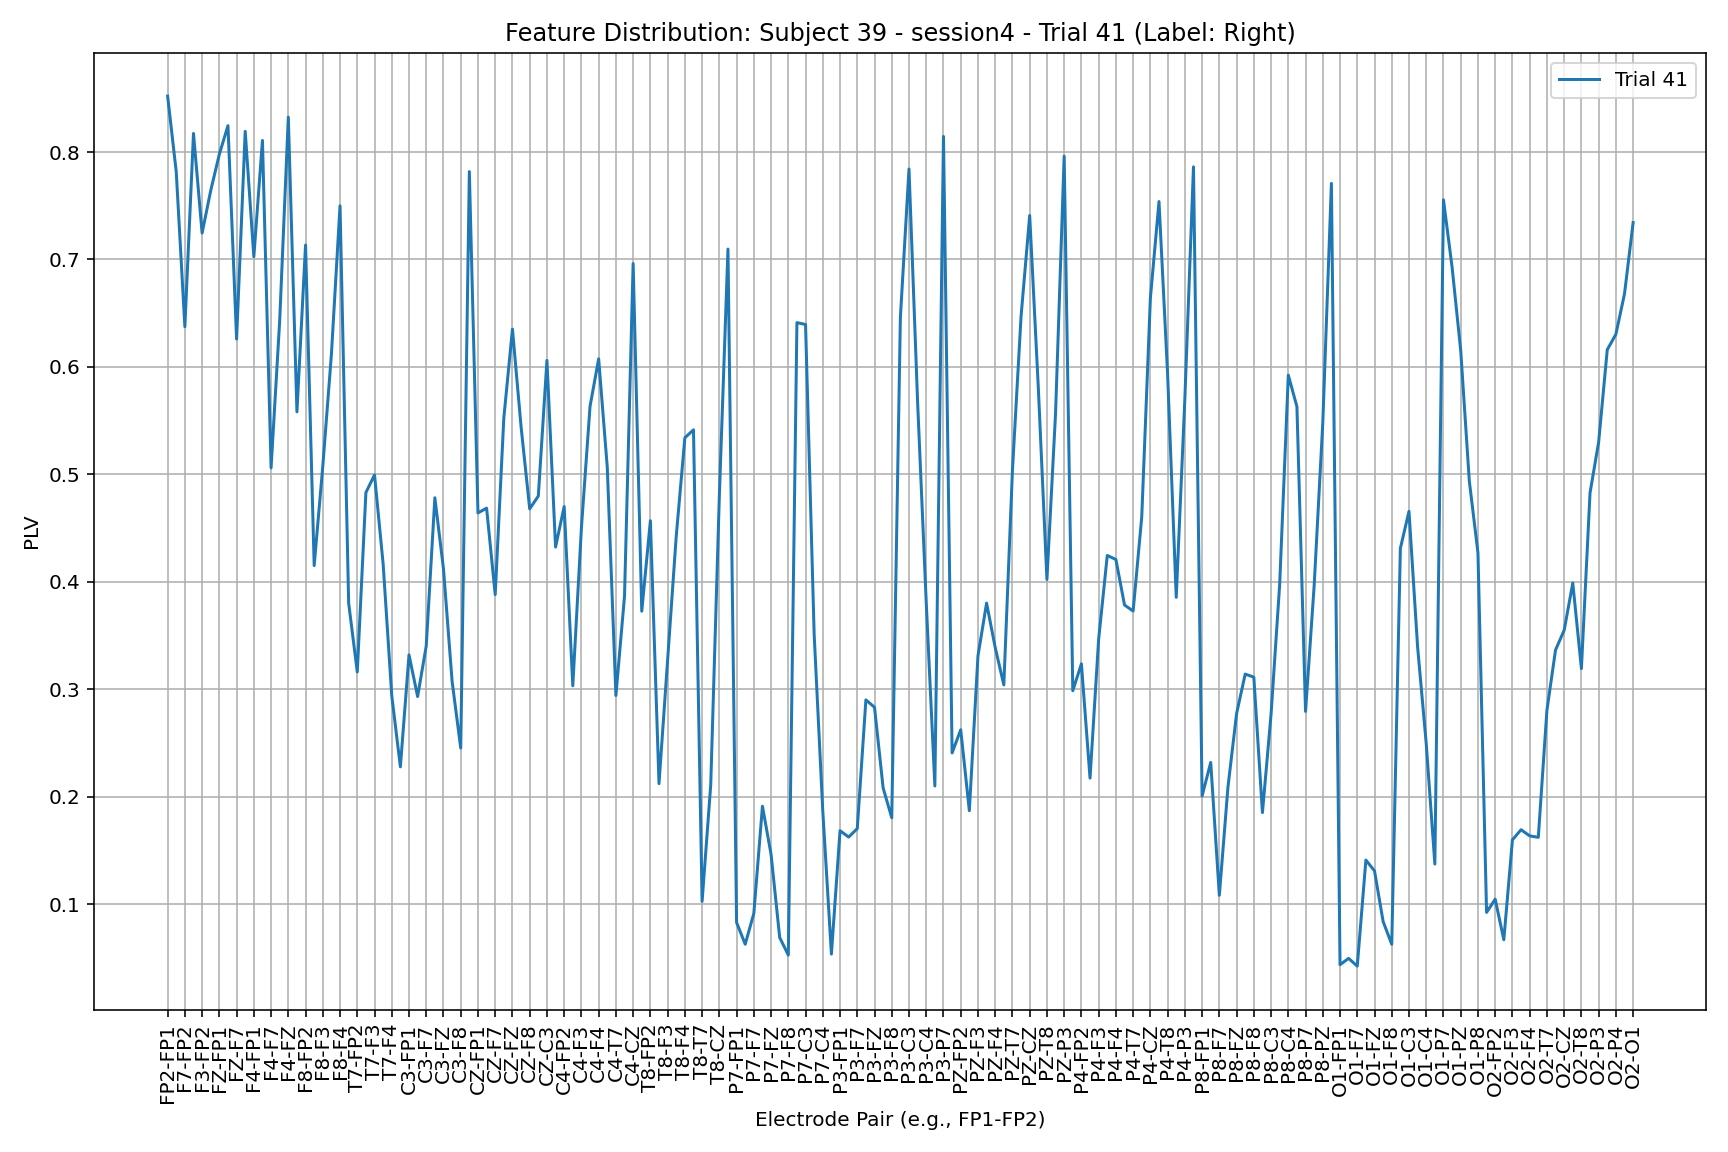 Feature Distribution: Subject 39 - session4 - Trial 41 (Label: Right)
Trial 41
PLV
0.8
0.7
0.6
0.5
0.4
0.3
0.2
0.1
FP2-FP1
F7-FP2
F3-FP2
FZ-FP1
FZ-F7
F4-FP1
F4-F7
F4-FZ
F8-FP2
F8-F3
F8-F4
T7-FP2
T7-F3
T7-F4
C3-FP1
C3-F7
C3-FZ
C3-F8
CZ-FP1
CZ-F7
CZ-FZ
CZ-F8
CZ-C3
C4-FP2
C4-F3
C4-F4
C4-T7
C4-CZ
T8-FP2
T8-F3
T8-F4
T8-T7
T8-CZ
P7-FP1
P7-F7
P7-FZ
P7-F8
P7-C3
P7-C4
P3-FP1
P3-F7
P3-FZ
P3-F8
P3-C3
P3-C4
P3-P7
PZ-FP2
PZ-F3
PZ-F4
PZ-T7
PZ-CZ
PZ-T8
PZ-P3
P4-FP2
P4-F3
P4-F4
P4-T7
P4-CZ
P4-T8
P4-P3
P8-FP1
P8-F7
P8-FZ
P8-F8
P8-C3
P8-C4
P8-P7
P8-PZ
O1-FP1
O1-F7
O1-FZ
O1-F8
O1-C3
O1-C4
O1-P7
O1-PZ
O1-P8
O2-FP2
O2-F3
O2-F4
O2-T7
O2-CZ
O2-T8
O2-P3
O2-P4
O2-O1
Electrode Pair (e.g., FP1-FP2)